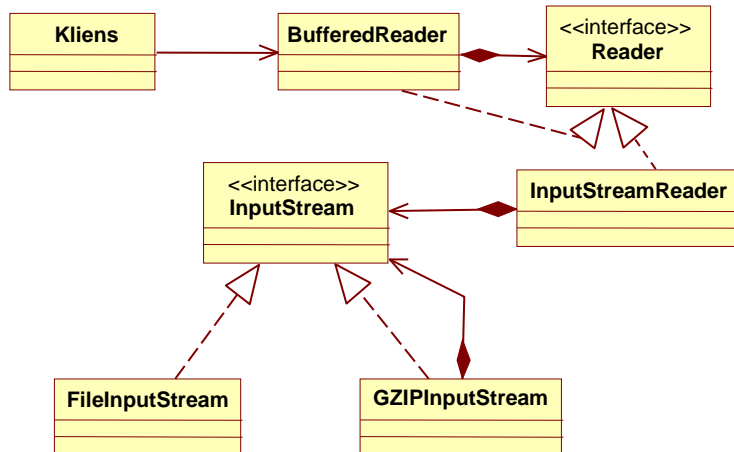 Kliens
BufferedReader
<<interface>>
Reader
<<interface>>
InputStream
InputStreamReader
FileInputStream
GZIPInputStream